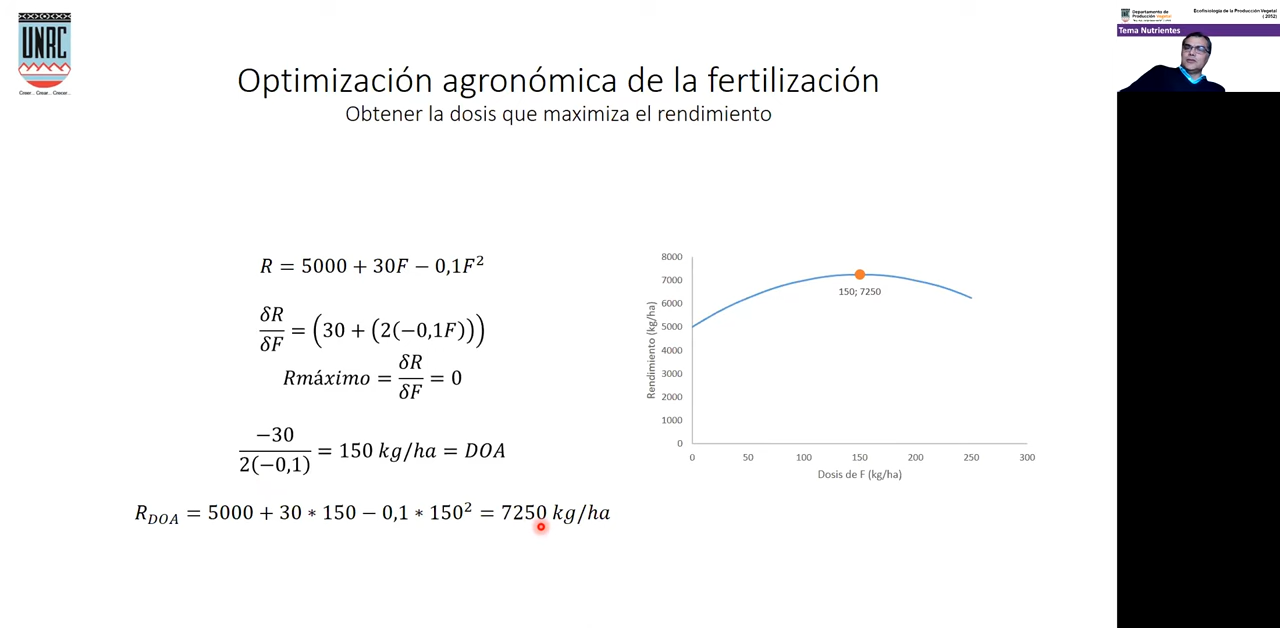 UNRC
Crear... Crear... Crecer...
Departamento de
Producción Vegetal
Ecofisiología de la Producción Vegetal
(2052)
Tema Nutrientes
Optimización agronómica de la fertilización
Obtener la dosis que maximiza el rendimiento
R = 5000 + 30F − 0,1F²
δR/δF = (30 + (2(−0,1F)))
Rmáximo = δR/δF = 0
−30/2(−0,1) = 150 kg/ha = DOA
R_DOA = 5000 + 30 ∗ 150 − 0,1 ∗ 150² = 7250 kg/ha
Rendimiento (kg/ha)
8000
7000
6000
5000
4000
3000
2000
1000
0
150; 7250
0 50 100 150 200 250 300
Dosis de F (kg/ha)